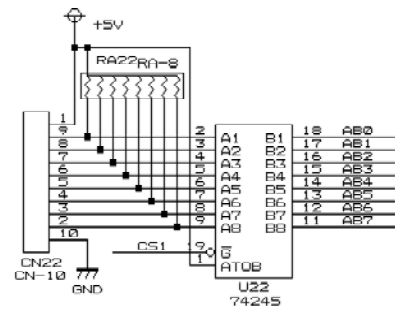 +5V
RA22 RA-8
1
9 2 A1 B1 18 AB0
8 3 A2 B2 17 AB1
7 4 A3 B3 16 AB2
6 5 A4 B4 15 AB3
5 6 A5 B5 14 AB4
4 7 A6 B6 13 AB5
3 8 A7 B7 12 AB6
2 9 A8 B8 11 AB7
10
CS1 19 G
1 ATOB
CN22
CN-10
GND
U22
74245